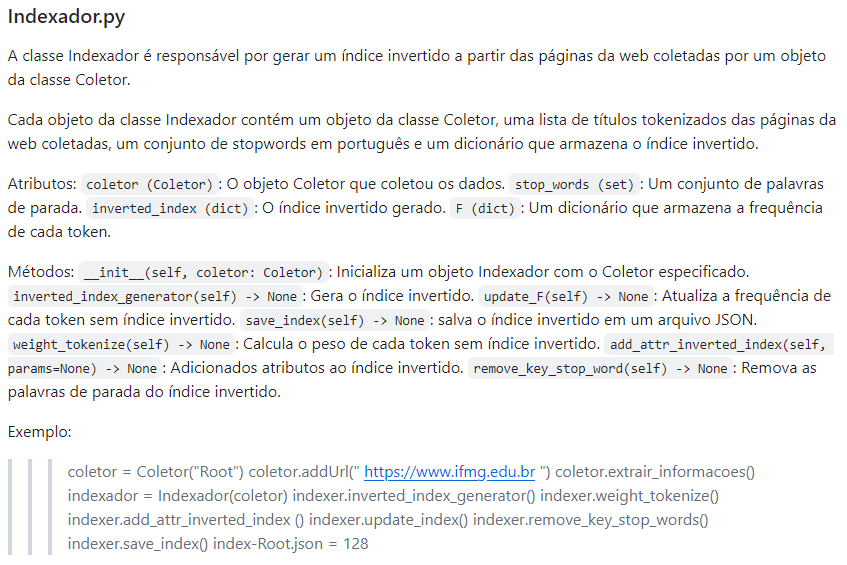 Indexador.py
A classe Indexador é responsável por gerar um índice invertido a partir das páginas da web coletadas por um objeto
da classe Coletor.
Cada objeto da classe Indexador contém um objeto da classe Coletor, uma lista de títulos tokenizados das páginas da
web coletadas, um conjunto de stopwords em português e um dicionário que armazena o índice invertido.
Atributos: coletor (Coletor) : O objeto Coletor que coletou os dados. stop_words (set) : Um conjunto de palavras
de parada. inverted_index (dict) : O índice invertido gerado. F (dict) : Um dicionário que armazena a frequência
de cada token.
Métodos: __init__(self, coletor: Coletor) : Inicializa um objeto Indexador com o Coletor especificado.
inverted_index_generator(self) -> None : Gera o índice invertido. update_F(self) -> None : Atualiza a frequência de
cada token sem índice invertido. save_index(self) -> None : salva o índice invertido em um arquivo JSON.
weight_tokenize(self) -> None : Calcula o peso de cada token sem índice invertido. add_attr_inverted_index(self,
params=None) -> None : Adicionados atributos ao índice invertido. remove_key_stop_word(self) -> None : Remova as
palavras de parada do índice invertido.
Exemplo:
coletor = Coletor("Root") coletor.addUrl(" https://www.ifmg.edu.br ") coletor.extrair_informacoes()
indexador = Indexador(coletor) indexer.inverted_index_generator() indexer.weight_tokenize()
indexer.add_attr_inverted_index () indexer.update_index() indexer.remove_key_stop_words()
indexer.save_index() index-Root.json = 128